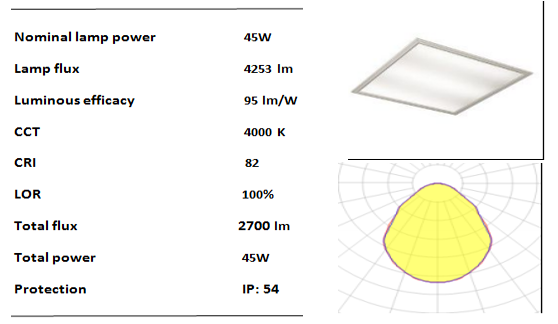 Nominal lamp power 45W
Lamp flux 4253 lm
Luminous efficacy 95 lm/W
CCT 4000 K
CRI 82
LOR 100%
Total flux 2700 lm
Total power 45W
Protection IP: 54